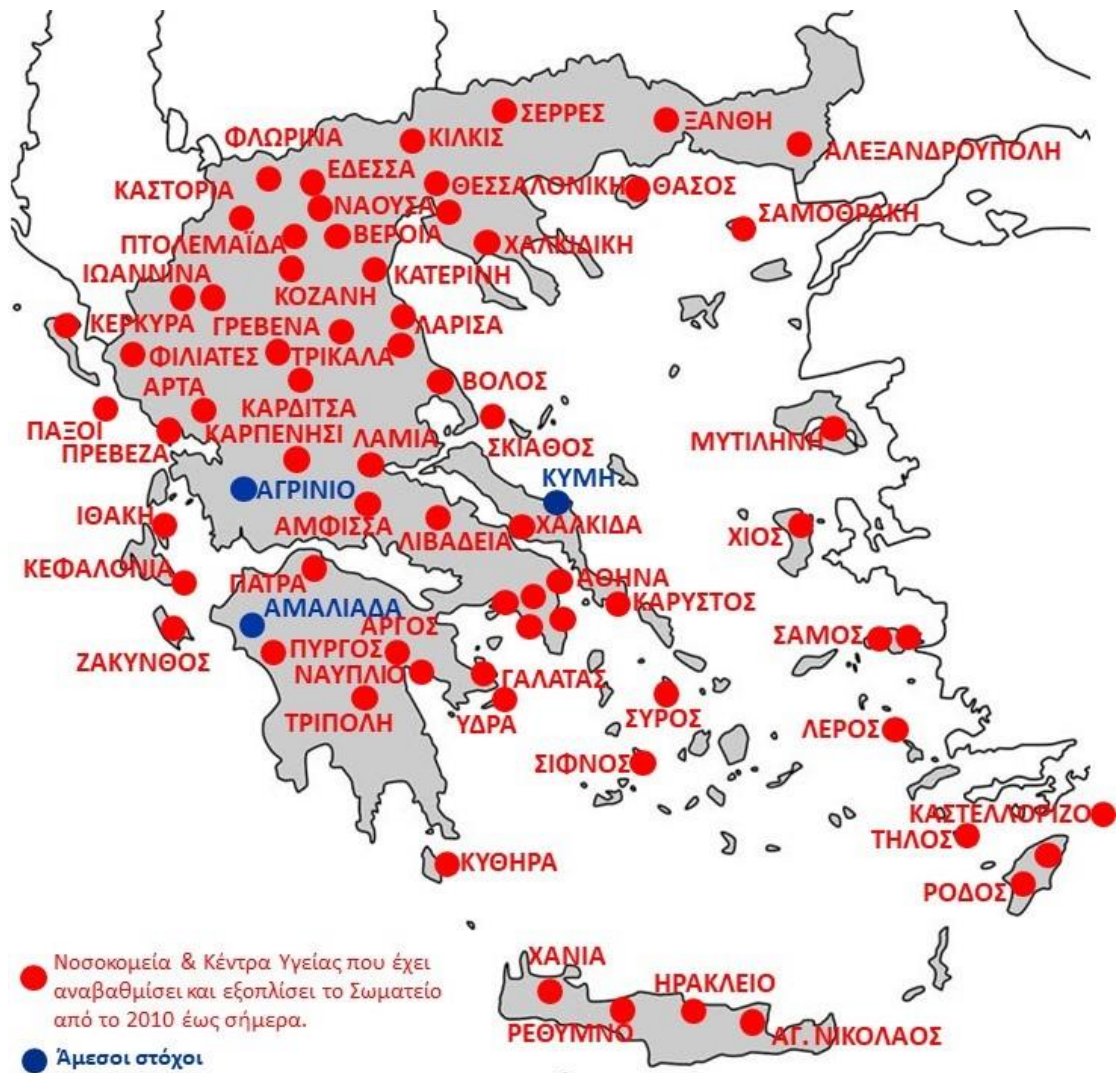 ΣΕΡΡΕΣ
ΞΑΝΘΗ
ΦΛΩΡΙΝΑ
ΚΙΛΚΙΣ
ΑΛΕΞΑΝΔΡΟΥΠΟΛΗ
ΕΔΕΣΣΑ
ΚΑΣΤΟΡΙΑ
ΘΕΣΣΑΛΟΝΙΚΗ
ΘΑΣΟΣ
ΝΑΟΥΣΑ
ΣΑΜΟΘΡΑΚΗ
ΠΤΟΛΕΜΑΪΔΑ
ΒΕΡΟΙΑ
ΧΑΛΚΙΔΙΚΗ
ΙΩΑΝΝΙΝΑ
ΚΑΤΕΡΙΝΗ
ΚΟΖΑΝΗ
ΚΕΡΚΥΡΑ
ΓΡΕΒΕΝΑ
ΛΑΡΙΣΑ
ΦΙΛΙΑΤΕΣ
ΤΡΙΚΑΛΑ
ΑΡΤΑ
ΒΟΛΟΣ
ΚΑΡΔΙΤΣΑ
ΠΑΞΟΙ
ΚΑΡΠΕΝΗΣΙ
ΜΥΤΙΛΗΝΗ
ΠΡΕΒΕΖΑ
ΛΑΜΙΑ
ΣΚΙΑΘΟΣ
ΚΥΜΗ
ΑΓΡΙΝΙΟ
ΙΘΑΚΗ
ΑΜΦΙΣΣΑ
ΛΙΒΑΔΕΙΑ
ΧΑΛΚΙΔΑ
ΧΙΟΣ
ΚΕΦΑΛΟΝΙΑ
ΠΑΤΡΑ
ΑΘΗΝΑ
ΚΑΡΥΣΤΟΣ
ΑΜΑΛΙΑΔΑ
ΑΡΓΟΣ
ΣΑΜΟΣ
ΖΑΚΥΝΘΟΣ
ΠΥΡΓΟΣ
ΝΑΥΠΛΙΟ
ΓΑΛΑΤΑΣ
ΤΡΙΠΟΛΗ
ΥΔΡΑ
ΣΥΡΟΣ
ΛΕΡΟΣ
ΣΙΦΝΟΣ
ΚΑΣΤΕΛΛΟΡΙΖΟ
ΤΗΛΟΣ
ΚΥΘΗΡΑ
ΡΟΔΟΣ
ΧΑΝΙΑ
ΗΡΑΚΛΕΙΟ
ΡΕΘΥΜΝΟ
ΑΓ. ΝΙΚΟΛΑΟΣ
Νοσοκομεία & Κέντρα Υγείας που έχει
αναβαθμίσει και εξοπλίσει το Σωματείο
από το 2010 έως σήμερα.
Άμεσοι στόχοι